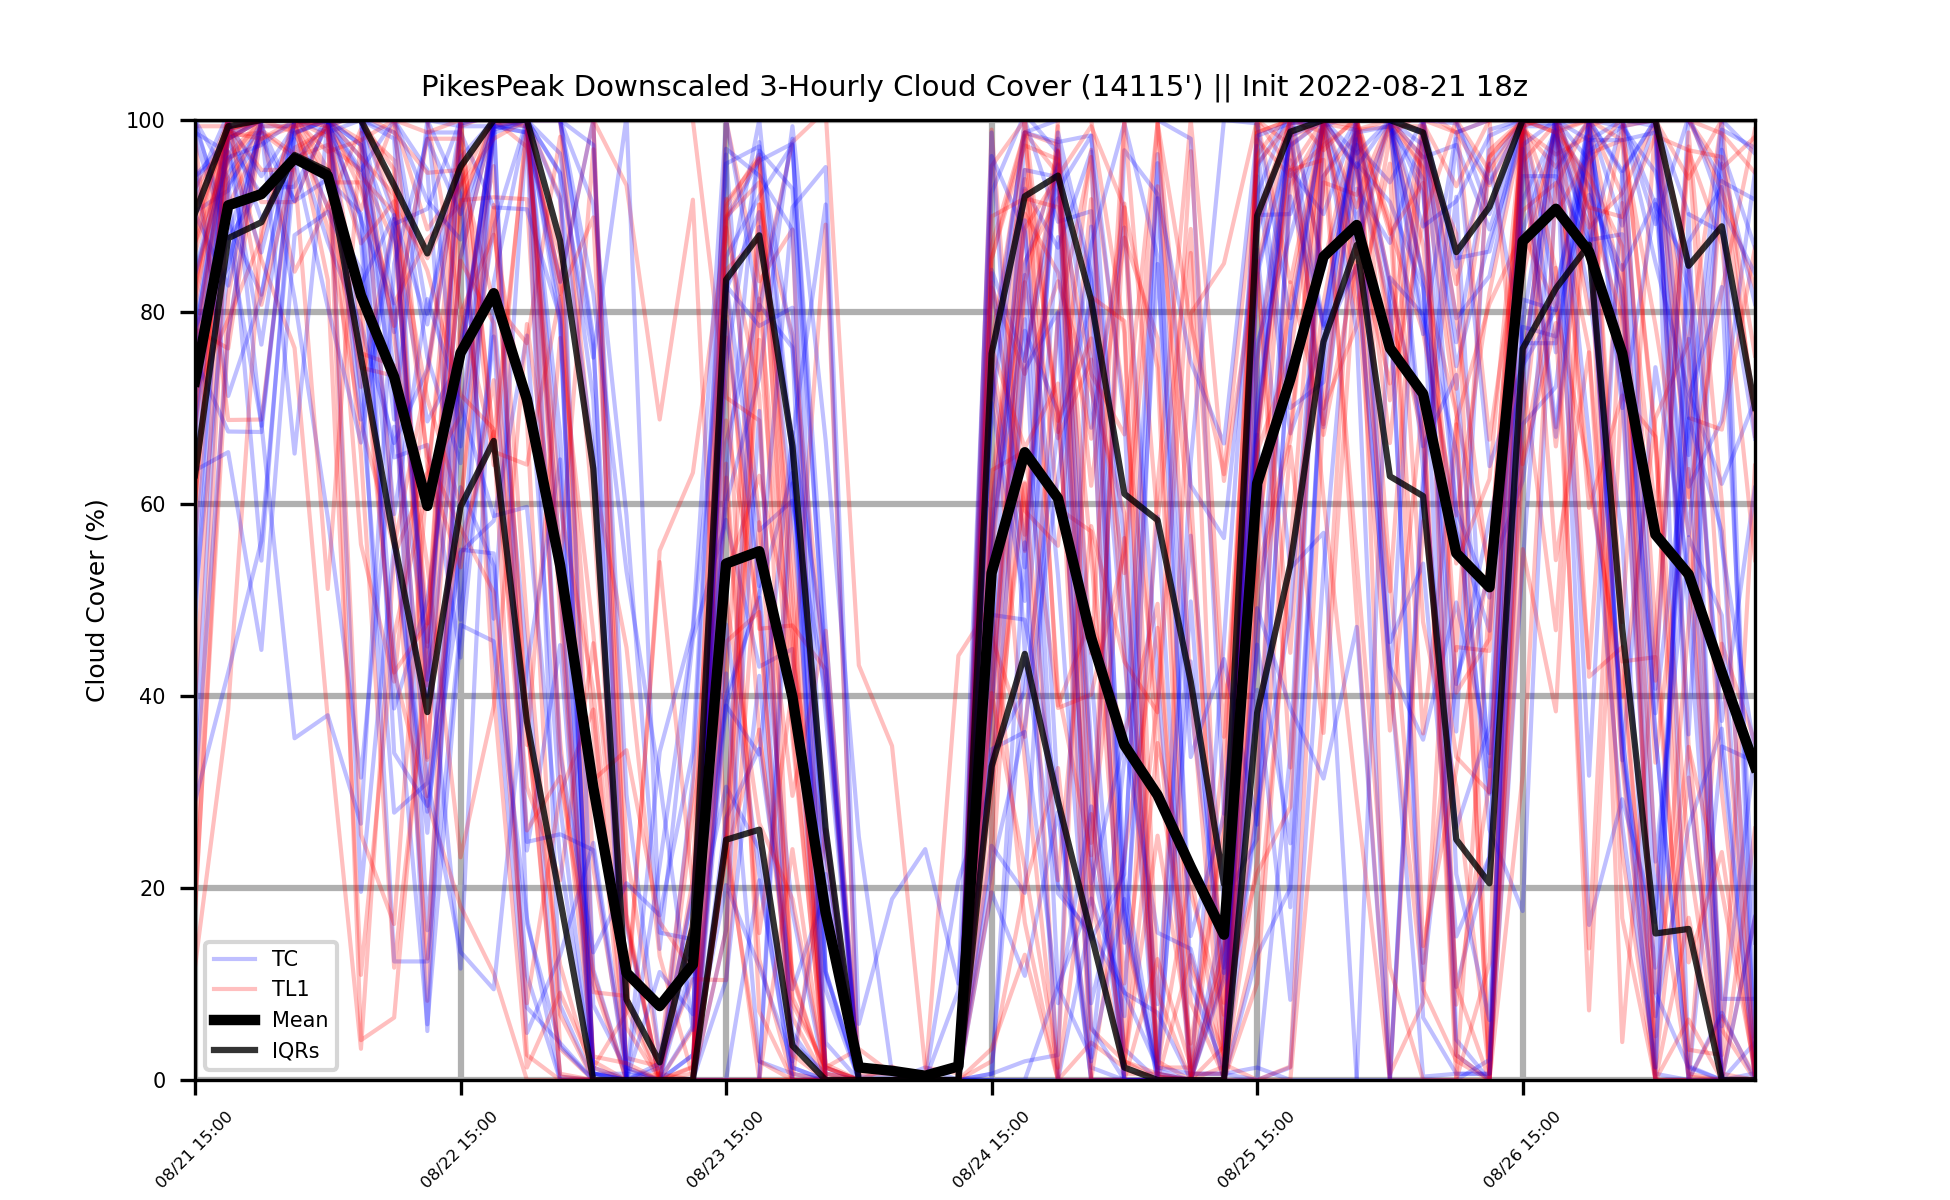 PikesPeak Downscaled 3-Hourly Cloud Cover (14115') || Init 2022-08-21 18z
Cloud Cover (%)
100
80
60
40
20
0
TC
TL1
Mean
IQRs
08/21 15:00
08/22 15:00
08/23 15:00
08/24 15:00
08/25 15:00
08/26 15:00